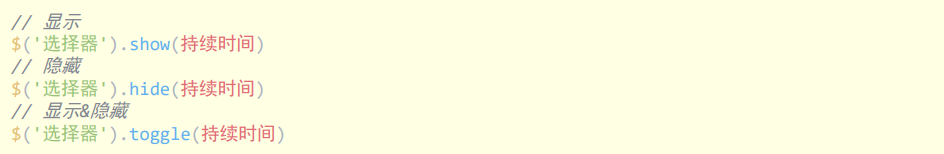 // 显示
$('选择器').show(持续时间)
// 隐藏
$('选择器').hide(持续时间)
// 显示&隐藏
$('选择器').toggle(持续时间)